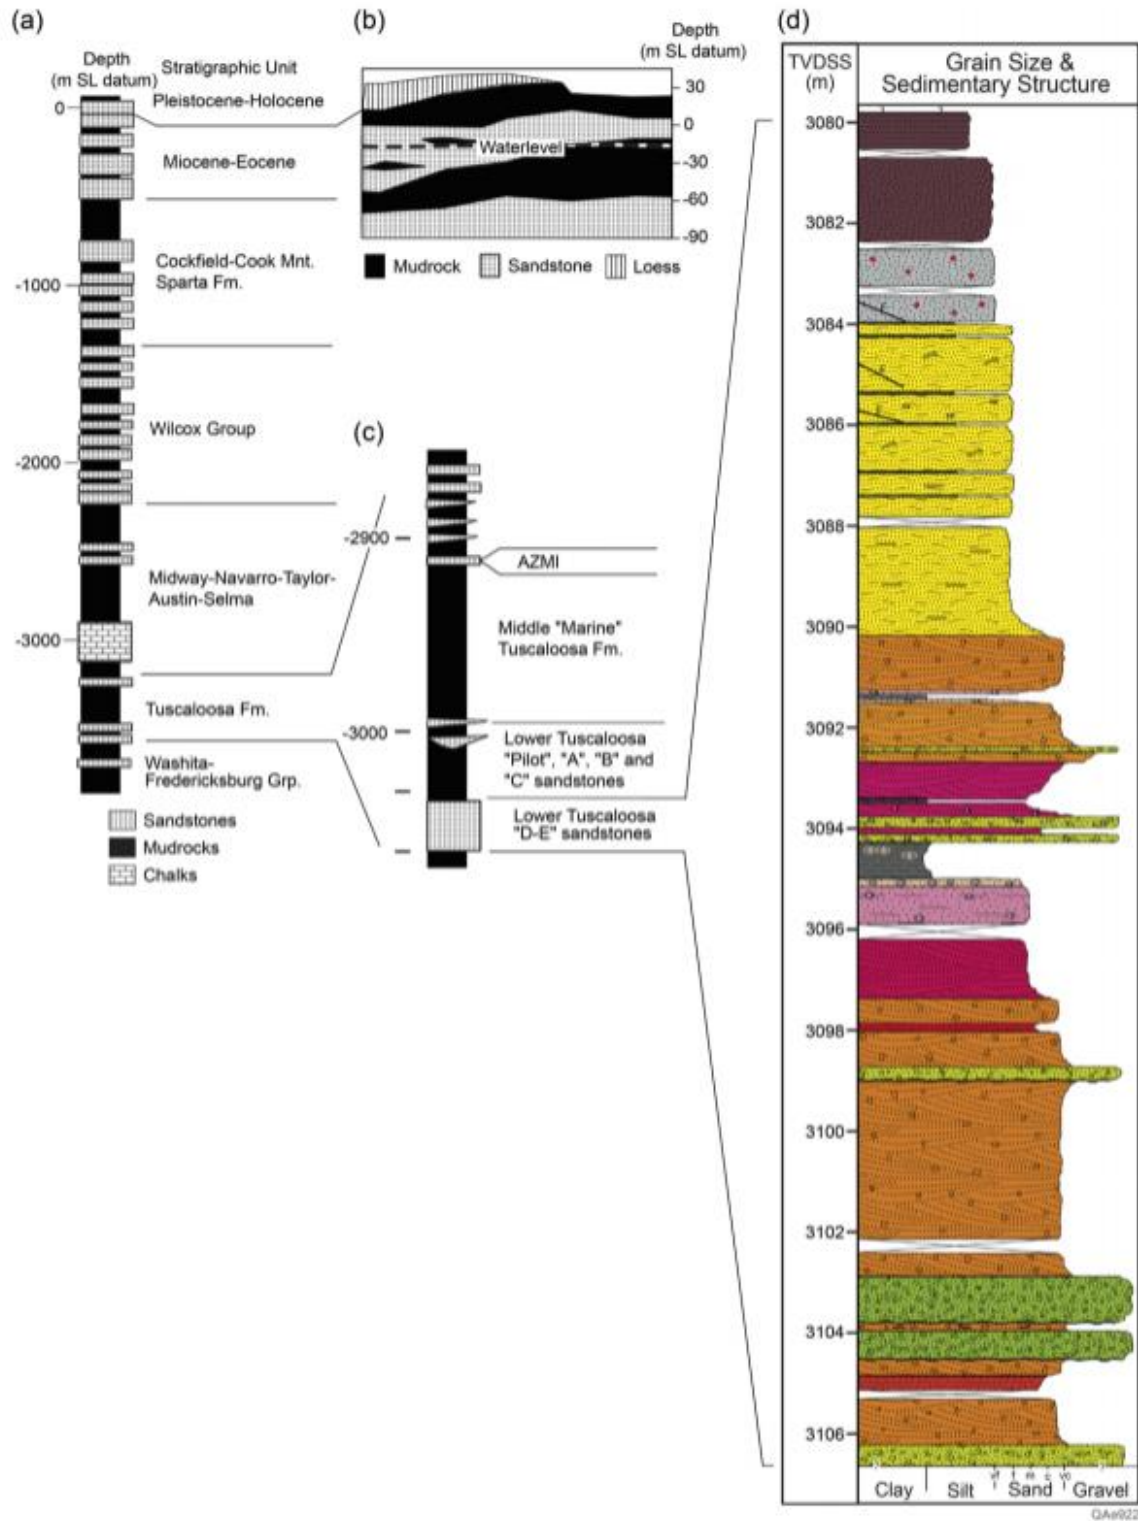 (a)
Depth
(m SL datum)
Stratigraphic Unit
0
Pleistocene-Holocene
Miocene-Eocene
Cockfield-Cook Mnt.
Sparta Fm.
-1000
Wilcox Group
-2000
Midway-Navarro-Taylor-
Austin-Selma
-3000
Tuscaloosa Fm.
Washita-
Fredericksburg Grp.
Sandstones
Mudrocks
Chalks
(b)
Depth
(m SL datum)
30
0
Waterlevel
-30
-60
-90
Mudrock
Sandstone
Loess
(c)
-2900
AZMI
Middle "Marine"
Tuscaloosa Fm.
-3000
Lower Tuscaloosa
"Pilot", "A", "B" and
"C" sandstones
Lower Tuscaloosa
"D-E" sandstones
(d)
TVDSS
(m)
Grain Size &
Sedimentary Structure
3080
3082
3084
3086
3088
3090
3092
3094
3096
3098
3100
3102
3104
3106
vf f m c vc
Clay Silt Sand Gravel